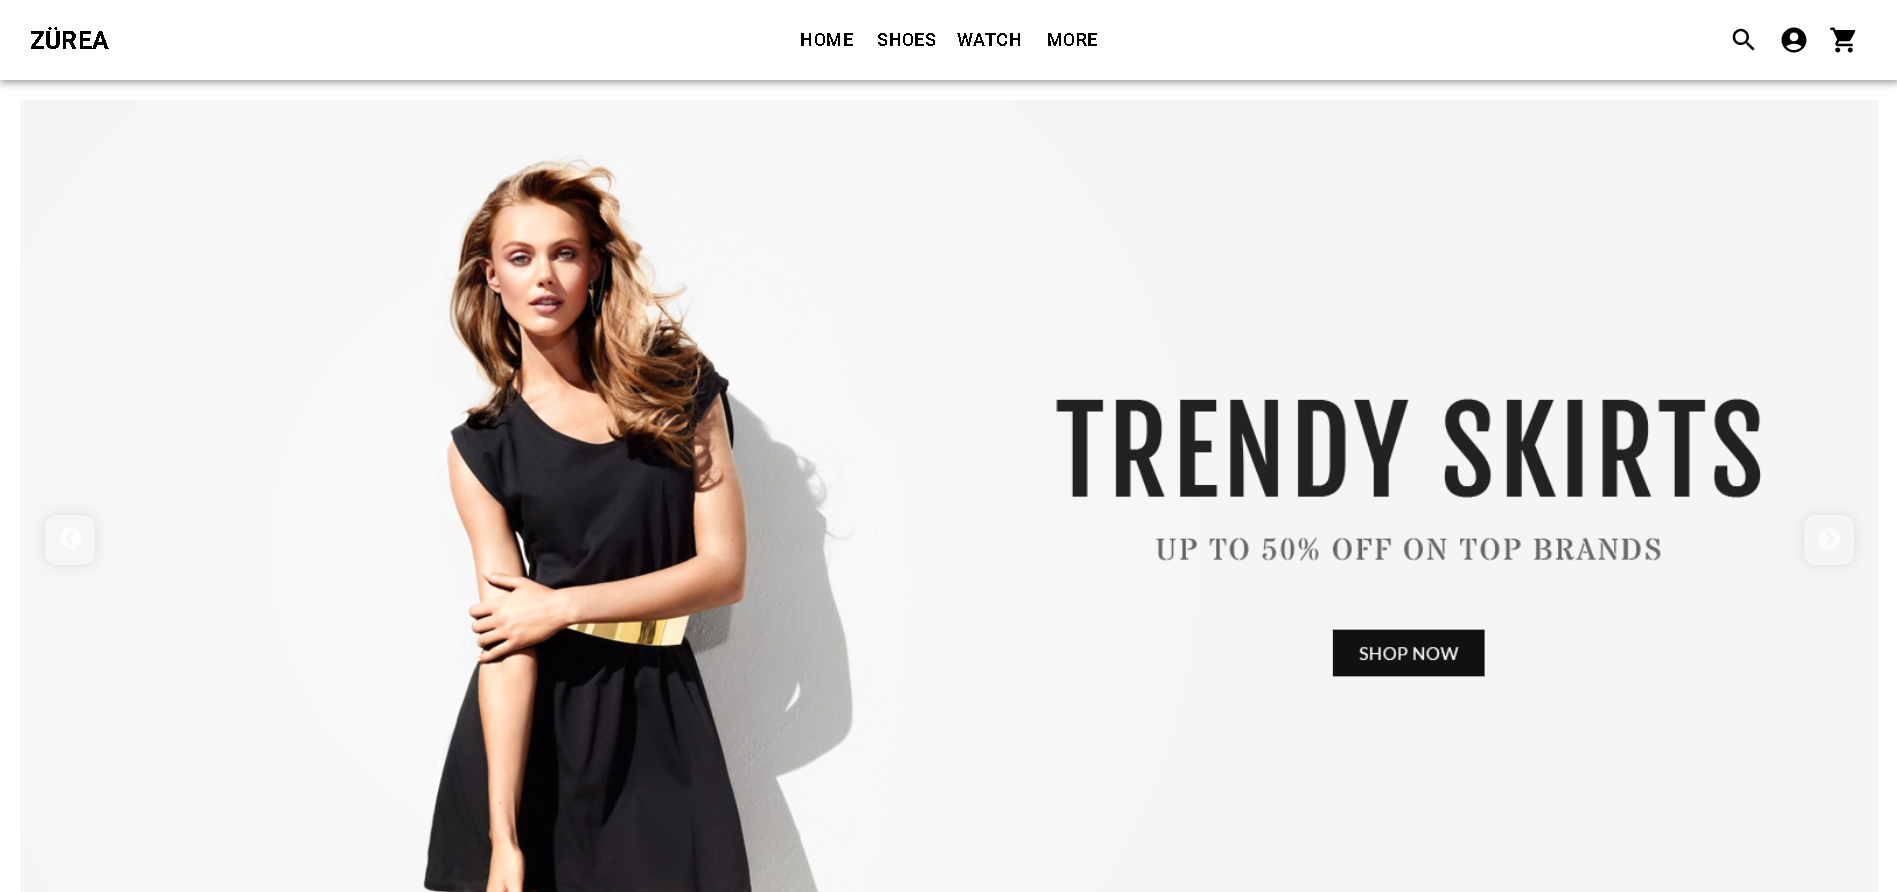 ZÜREA
HOME SHOES WATCH MORE
TRENDY SKIRTS
UP TO 50% OFF ON TOP BRANDS
SHOP NOW